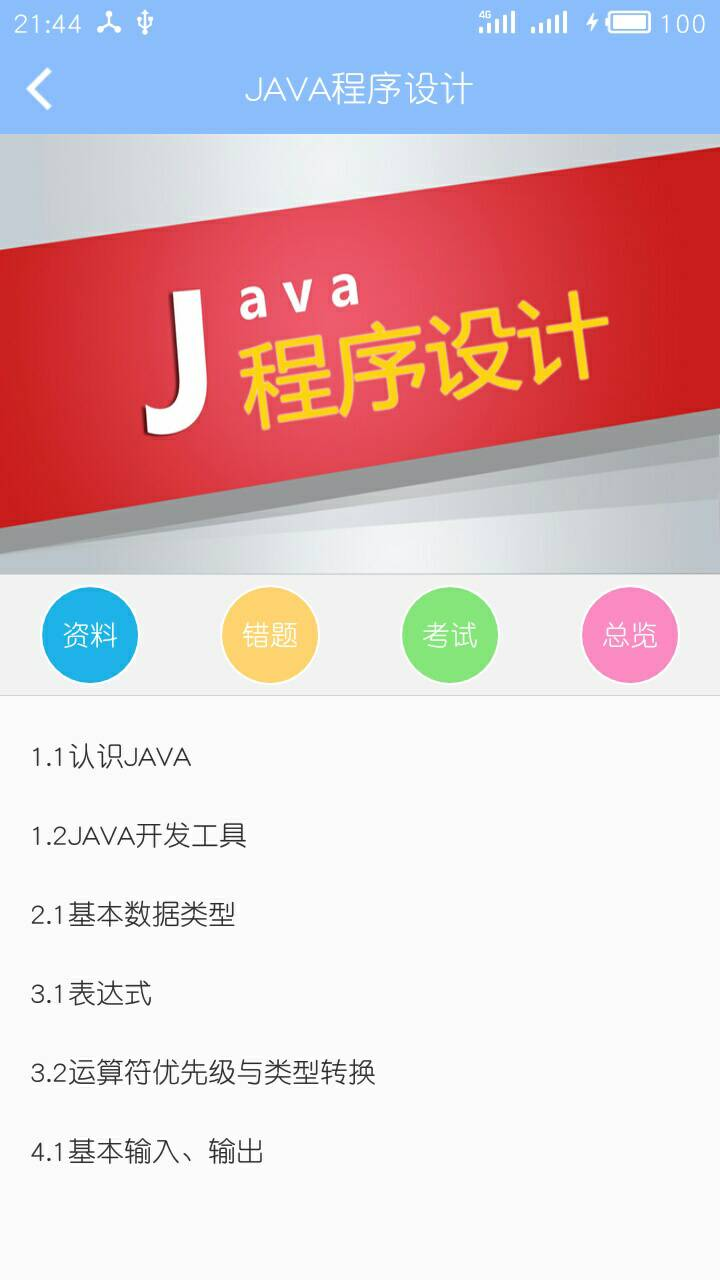 21:44
4G
100
JAVA程序设计
Java
程序设计
资料 错题 考试 总览
1.1认识JAVA
1.2JAVA开发工具
2.1基本数据类型
3.1表达式
3.2运算符优先级与类型转换
4.1基本输入、输出